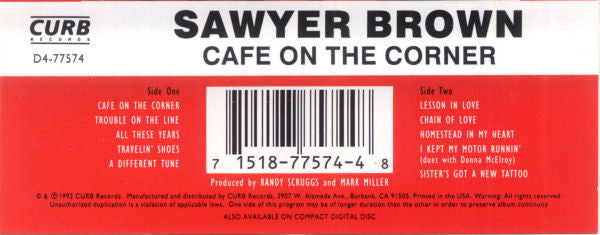 CURB
RECORDS
D4-77574
SAWYER BROWN
CAFE ON THE CORNER
Side One
CAFE ON THE CORNER
TROUBLE ON THE LINE
ALL THESE YEARS
TRAVELIN' SHOES
A DIFFERENT TUNE
7 1518-77574-4 8
Produced by RANDY SCRUGGS and MARK MILLER
Side Two
LESSON IN LOVE
CHAIN OF LOVE
HOMESTEAD IN MY HEART
I KEPT MY MOTOR RUNNIN'
(duet with Donna McElroy)
SISTER'S GOT A NEW TATTOO
© & ℗ 1992 CURB Records. Manufactured and distributed by CURB Records, 3907 W. Alameda Ave., Burbank, CA 91505. Printed in the USA. Warning: All rights reserved.
Unauthorized duplication is a violation of applicable laws. One side of this program may be of longer duration than the other in order to preserve album continuity
ALSO AVAILABLE ON COMPACT DIGITAL DISC